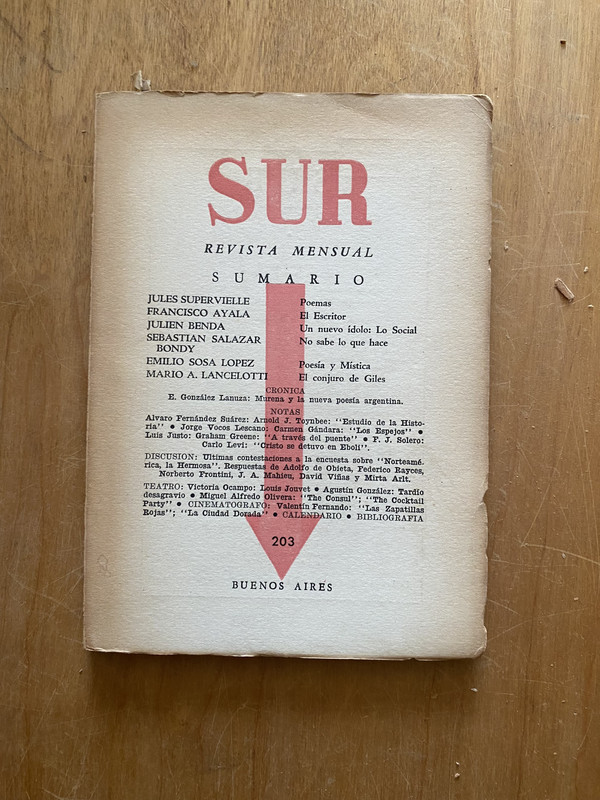 SUR
REVISTA MENSUAL
SUMARIO
JULES SUPERVIELLE Poemas
FRANCISCO AYALA El Escritor
JULIEN BENDA Un nuevo ídolo: Lo Social
SEBASTIAN SALAZAR No sabe lo que hace
BONDY
EMILIO SOSA LOPEZ Poesía y Mística
MARIO A. LANCELOTTI El conjuro de Giles
CRONICA
E. González Lanuza: Murena y la nueva poesía argentina.
NOTAS
Alvaro Fernández Suárez: Arnold J. Toynbee: "Estudio de la Histo-
ria" • Jorge Vocos Lescano: Carmen Gándara: "Los Espejos" •
Luis Justo: Graham Greene: "A través del puente" • F. J. Solero:
Carlo Levi: "Cristo se detuvo en Eboli".
DISCUSION: Ultimas contestaciones a la encuesta sobre "Norteamé-
rica, la Hermosa". Respuestas de Adolfo de Obieta, Federico Rayces,
Norberto Frontini, J. A. Mahieu, David Viñas y Mirta Arlt.
TEATRO: Victoria Ocampo: Louis Jouvet • Agustín González: Tardío
desagravio • Miguel Alfredo Olivera: "The Consul"; "The Cocktail
Party" • CINEMATOGRAFO: Valentín Fernando: "Las Zapatillas
Rojas"; "La Ciudad Dorada" • CALENDARIO • BIBLIOGRAFIA
203
BUENOS AIRES